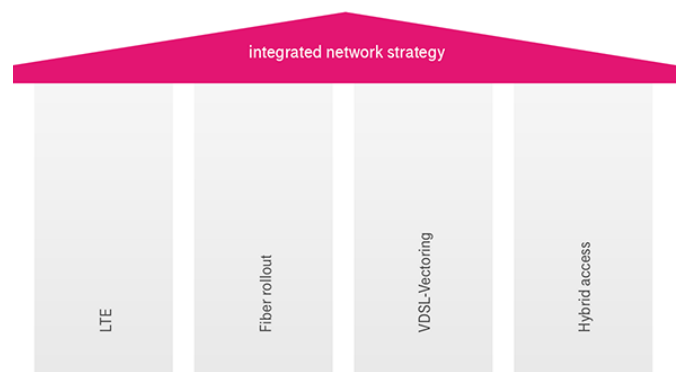 integrated network strategy
LTE
Fiber rollout
VDSL-Vectoring
Hybrid access